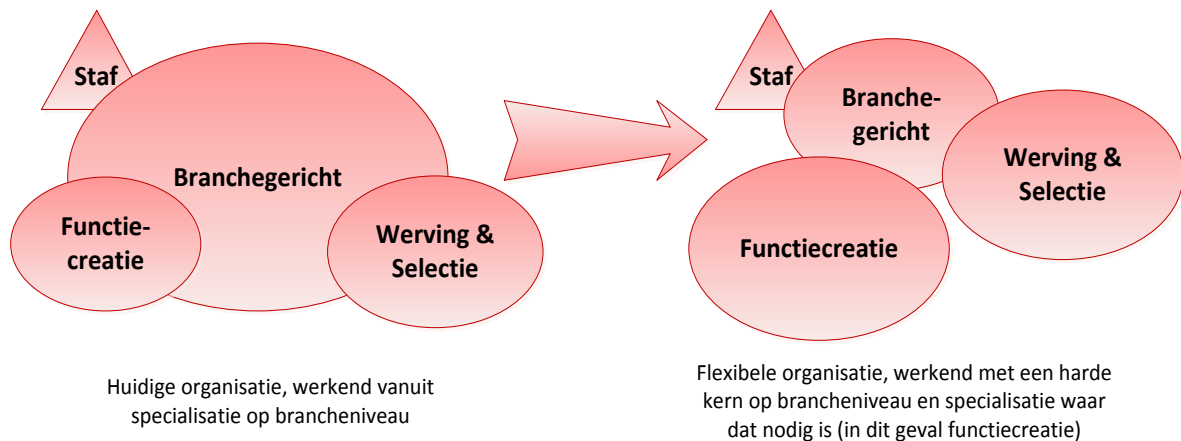 Staf
Branchegericht
Functie-
creatie
Werving &
Selectie
Huidige organisatie, werkend vanuit
specialisatie op brancheniveau
Staf
Branche-
gericht
Werving &
Selectie
Functiecreatie
Flexibele organisatie, werkend met een harde
kern op brancheniveau en specialisatie waar
dat nodig is (in dit geval functiecreatie)